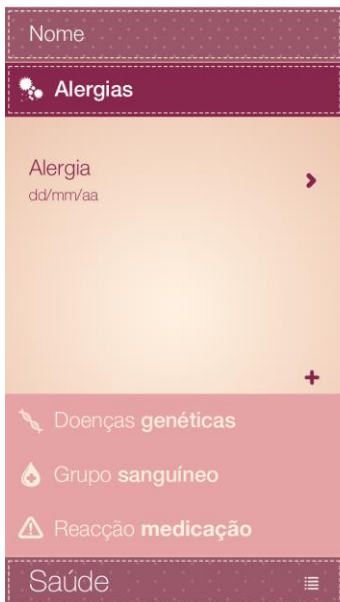 Nome
Alergias
Alergia
dd/mm/aa
Doenças genéticas
Grupo sanguíneo
Reacção medicação
Saúde